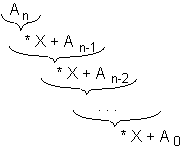 A n
* X + A n-1
* X + A n-2
...
* X + A 0